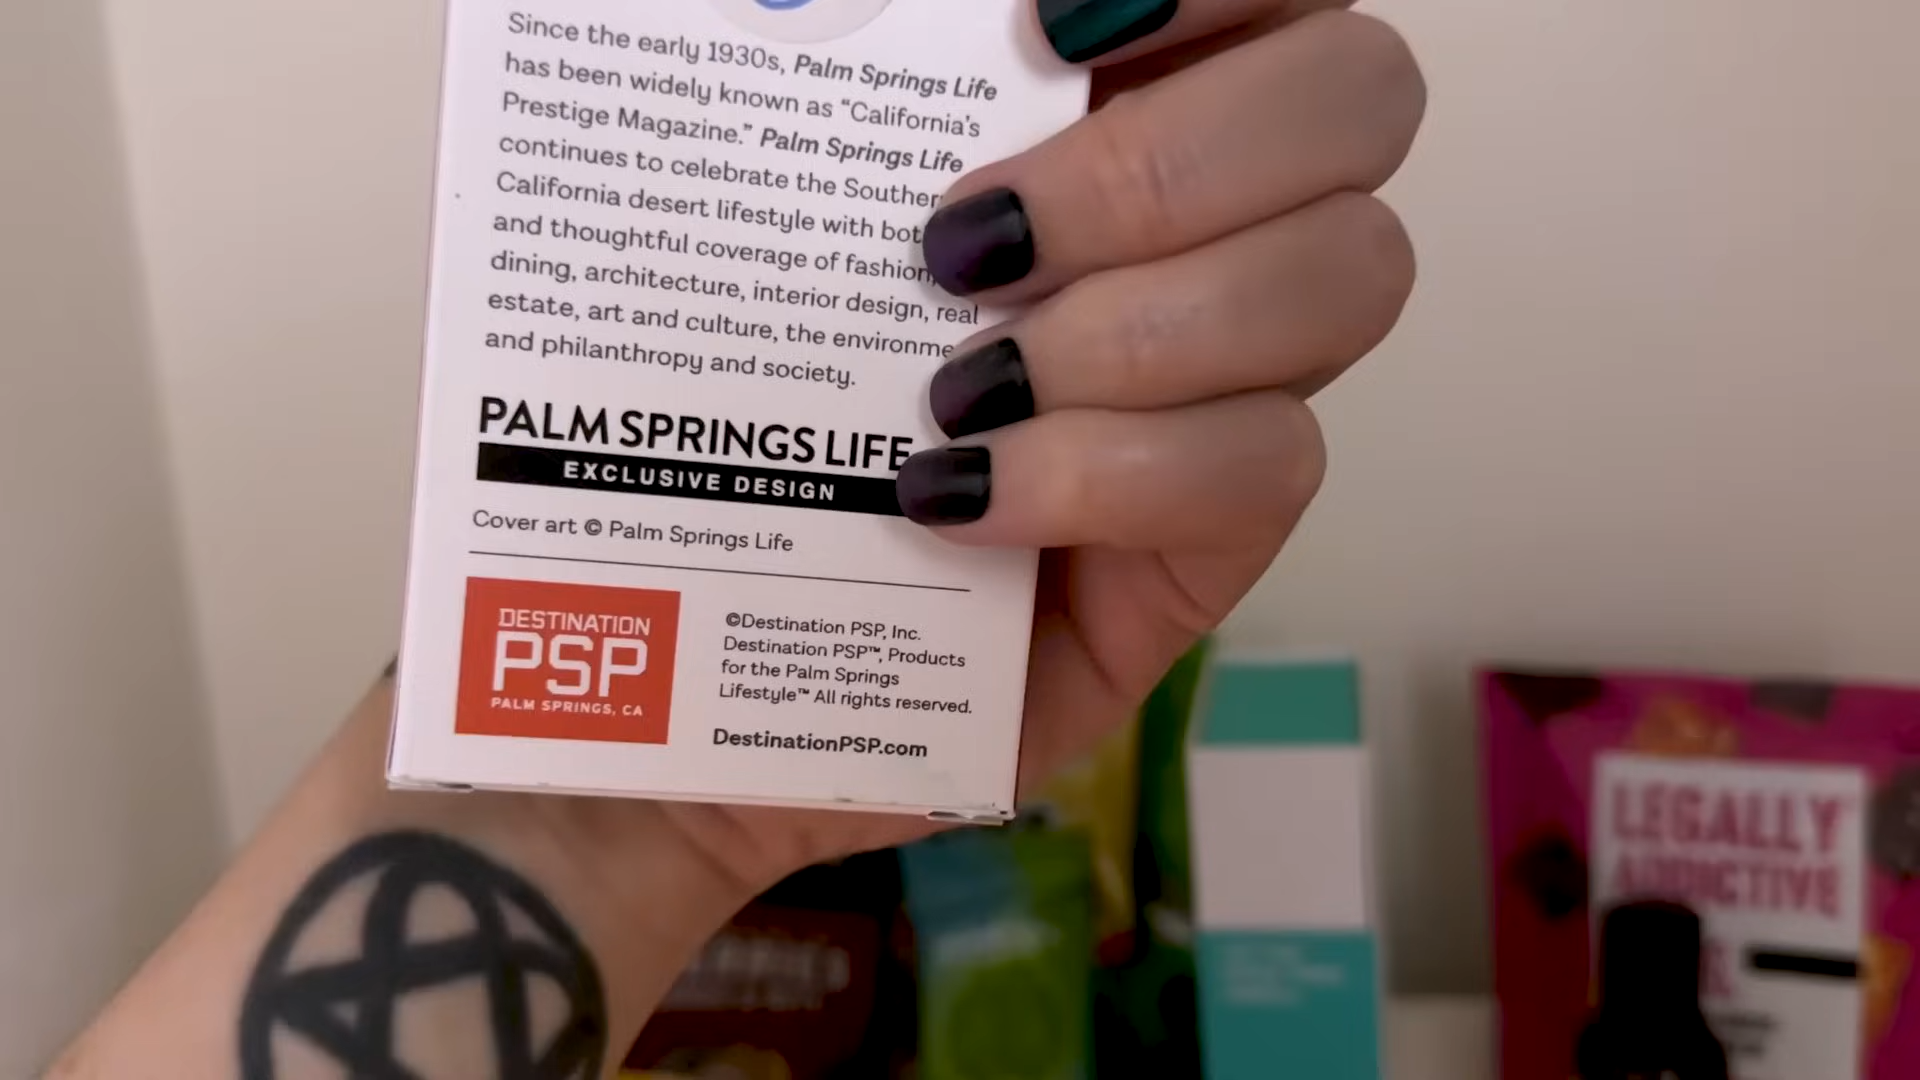 Since the early 1930s, Palm Springs Life
has been widely known as “California’s
Prestige Magazine.” Palm Springs Life
continues to celebrate the Souther
California desert lifestyle with bot
and thoughtful coverage of fashion,
dining, architecture, interior design, real
estate, art and culture, the environme
and philanthropy and society.
PALM SPRINGS LIFE
EXCLUSIVE DESIGN
Cover art © Palm Springs Life
DESTINATION
PSP
PALM SPRINGS, CA
©Destination PSP, Inc.
Destination PSP™, Products
for the Palm Springs
Lifestyle™ All rights reserved.
DestinationPSP.com
LEGALLY
ADDICTIVE